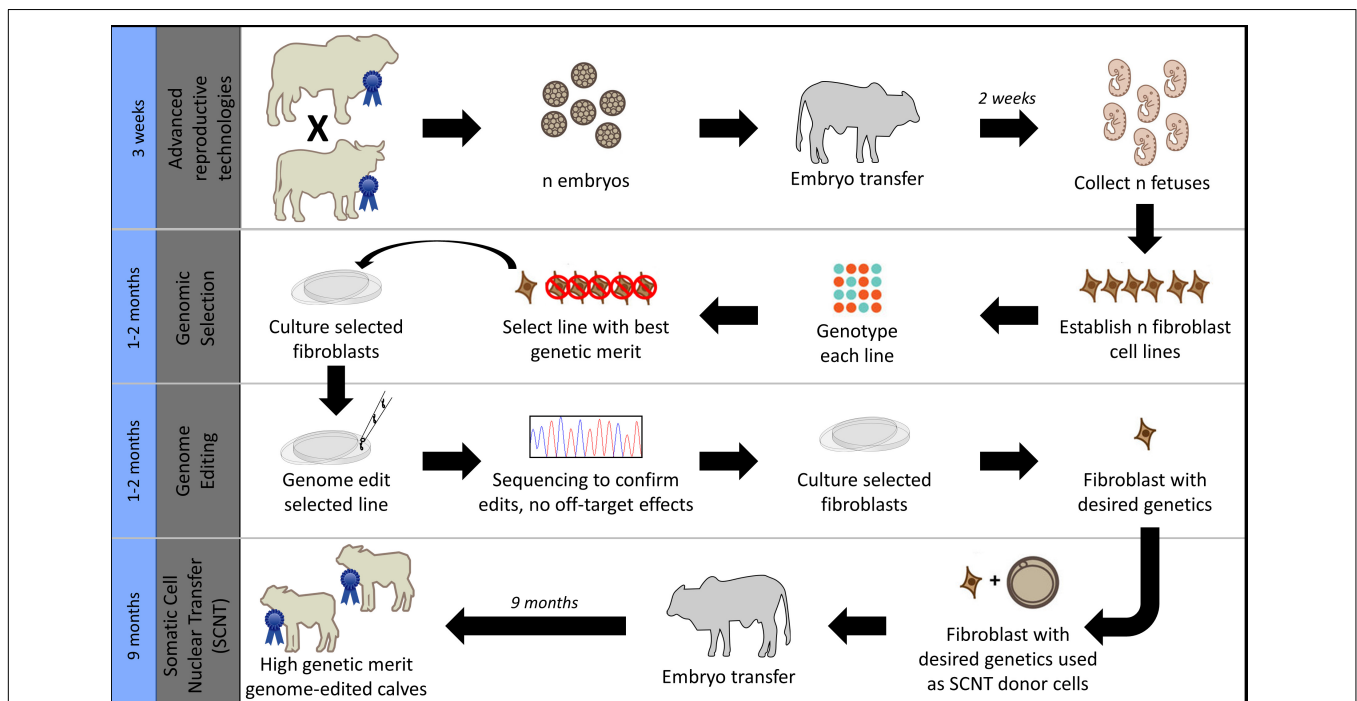 3 weeks
Advanced
reproductive
technologies
X
n embryos
Embryo transfer
2 weeks
Collect n fetuses
1-2 months
Genomic
Selection
Culture selected
fibroblasts
Select line with best
genetic merit
Genotype
each line
Establish n fibroblast
cell lines
1-2 months
Genome
Editing
Genome edit
selected line
Sequencing to confirm
edits, no off-target effects
Culture selected
fibroblasts
Fibroblast with
desired genetics
9 months
Somatic Cell
Nuclear Transfer
(SCNT)
High genetic merit
genome-edited calves
9 months
Embryo transfer
+
Fibroblast with
desired genetics used
as SCNT donor cells